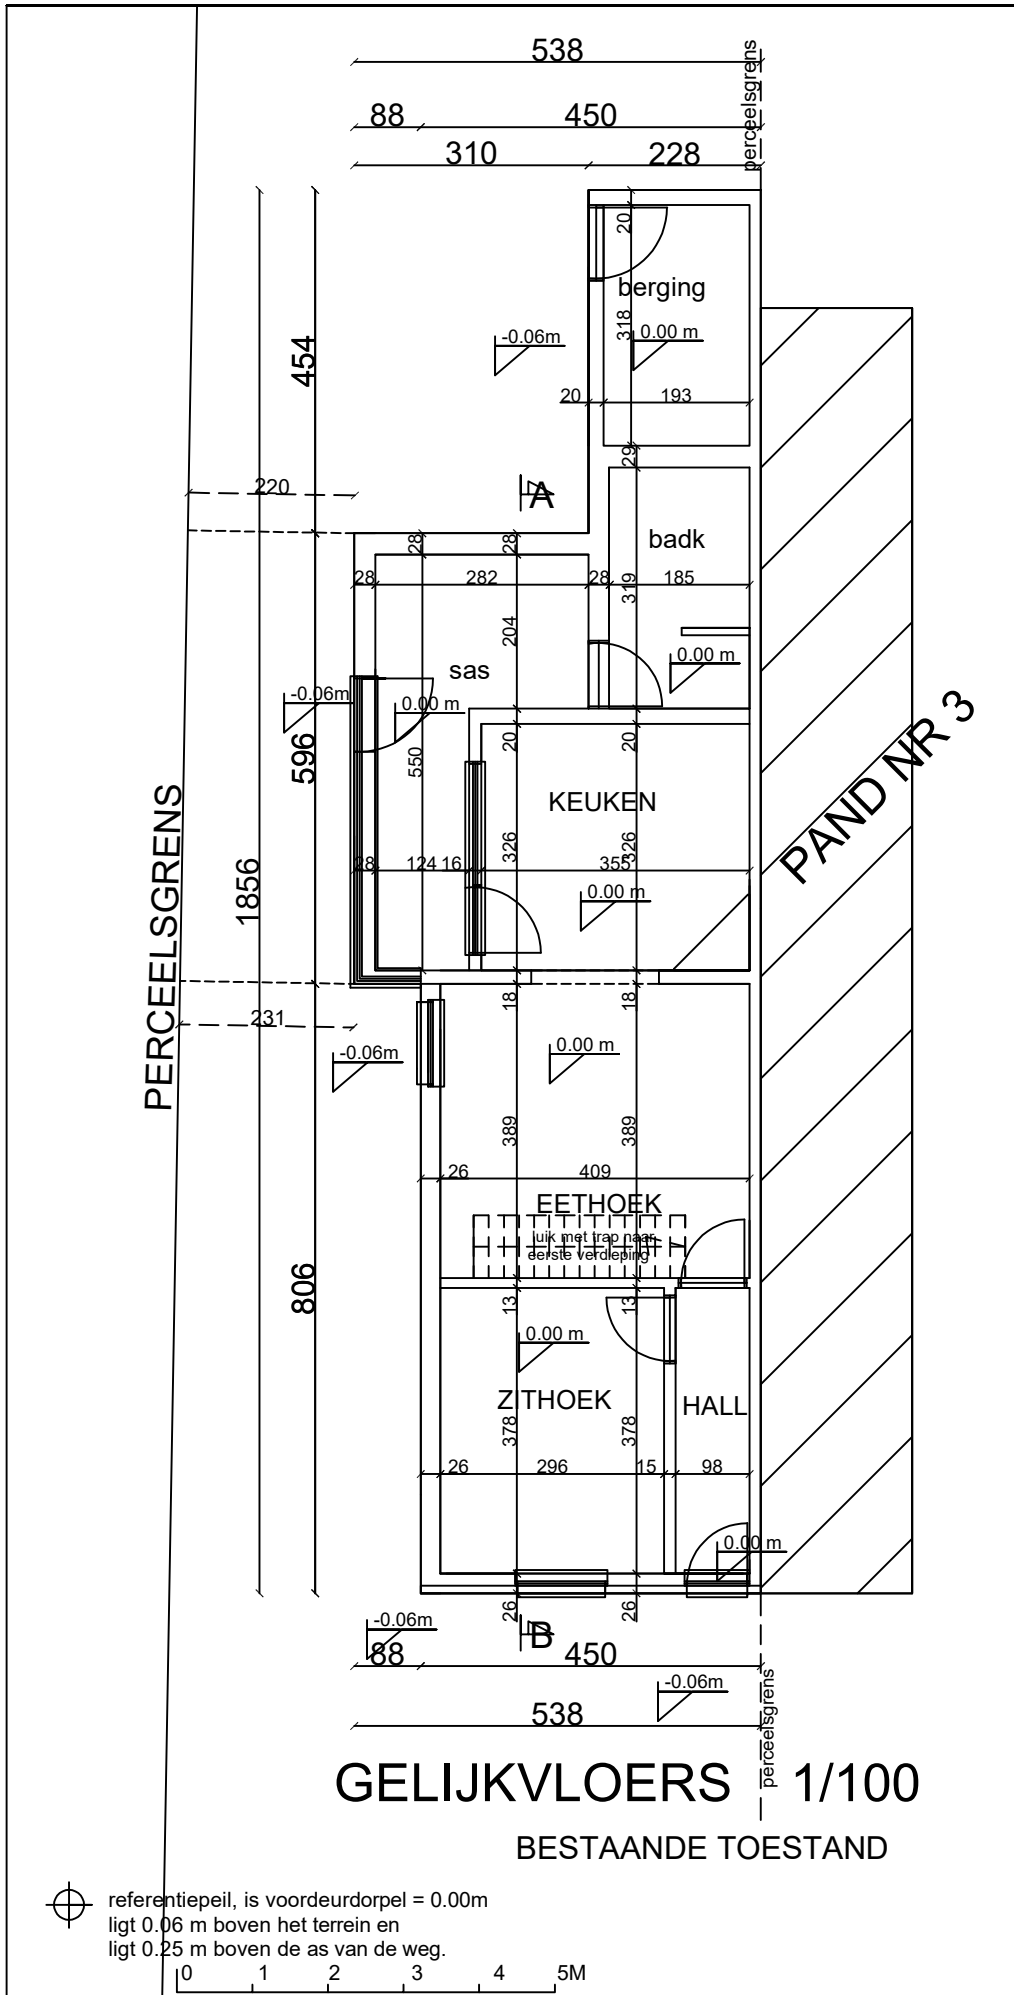 538
perceelsgrens
88 450
310 228
20
berging
318
0.00 m
-0.06m
454
20 193
29
220
A
badk
28 28
28 282 28 185
319
204
sas
0.00 m
-0.06m
0.00 m
596
20 20
550
KEUKEN
PAND NR 3
326 326
28 124 16 355
1856
0.00 m
PERCEELSGRENS
18 18
231
-0.06m
0.00 m
389 389
26 409
EETHOEK
luik met trap naar
eerste verdieping
806
13 13
0.00 m
ZITHOEK
HALL
378 378
26 296 15 98
0.00 m
26 26
-0.06m
B
88 450
-0.06m
538
perceelsgrens
GELIJKVLOERS 1/100
BESTAANDE TOESTAND
referentiepeil, is voordeurdorpel = 0.00m
ligt 0.06 m boven het terrein en
ligt 0.25 m boven de as van de weg.
0 1 2 3 4 5M